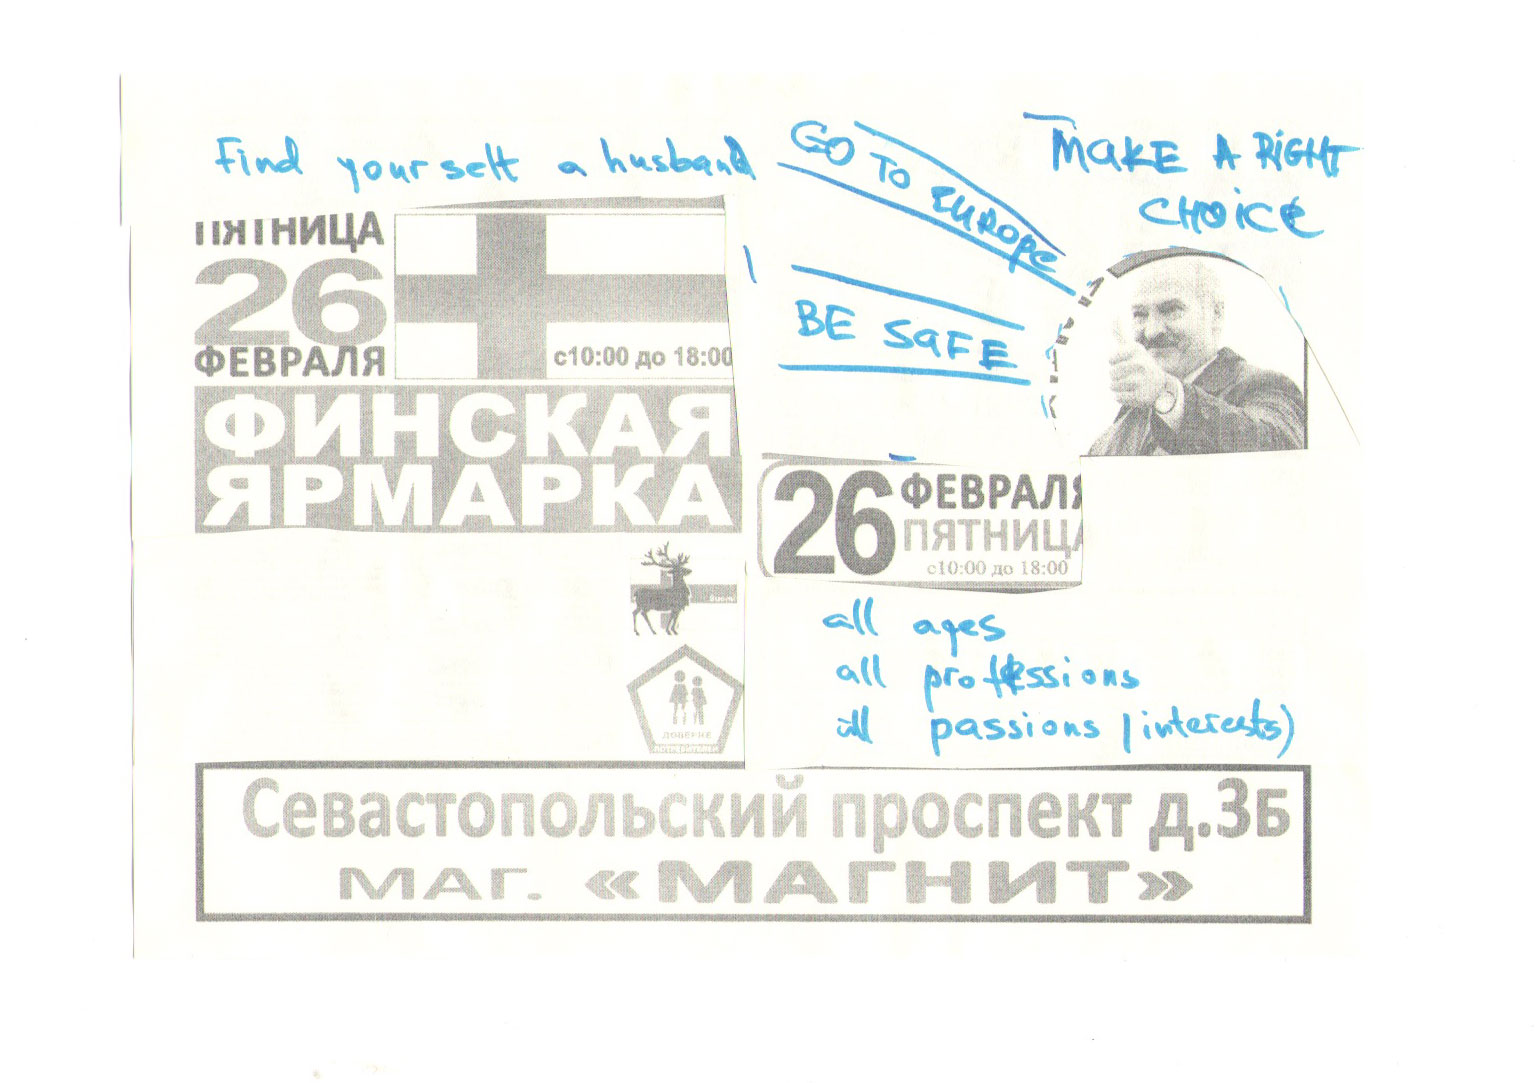 Find yourself a husband
GO TO EUROPE
MAKE A RIGHT
CHOICE
BE SAFE
ПЯТНИЦА
26
ФЕВРАЛЯ
с10:00 до 18:00
ФИНСКАЯ
ЯРМАРКА
26 ФЕВРАЛЯ
ПЯТНИЦА
с10:00 до 18:00
all ages
all professions
all passions (interests)
ДОВЕРИЕ
ПОТРЕБИТЕЛЕЙ
Севастопольский проспект д.3Б
МАГ. «МАГНИТ»